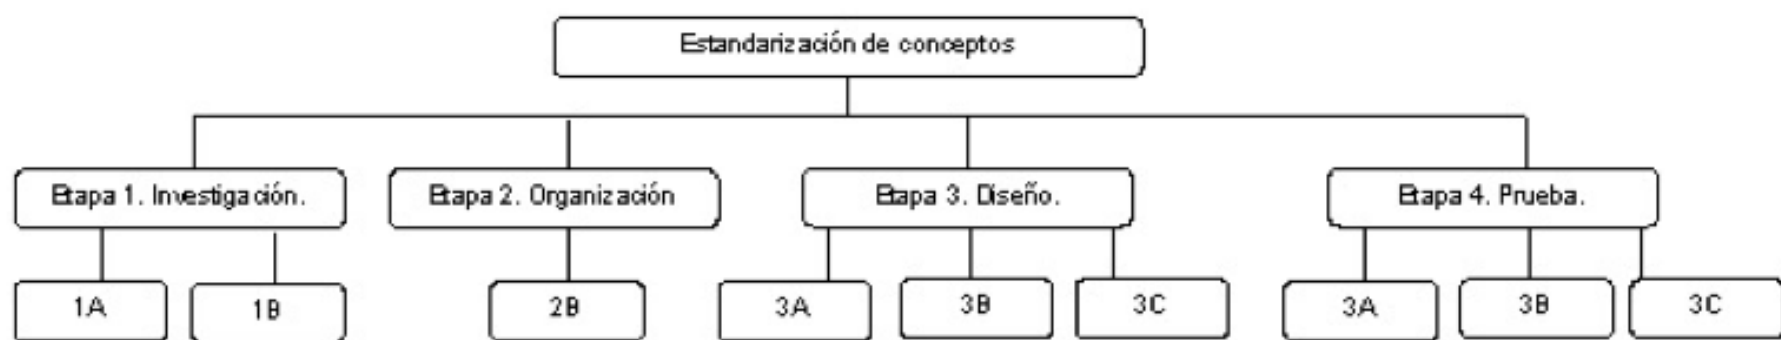 Estandarización de conceptos
Etapa 1. Investigación.
Etapa 2. Organización
Etapa 3. Diseño.
Etapa 4. Prueba.
1A
1B
2B
3A
3B
3C
3A
3B
3C